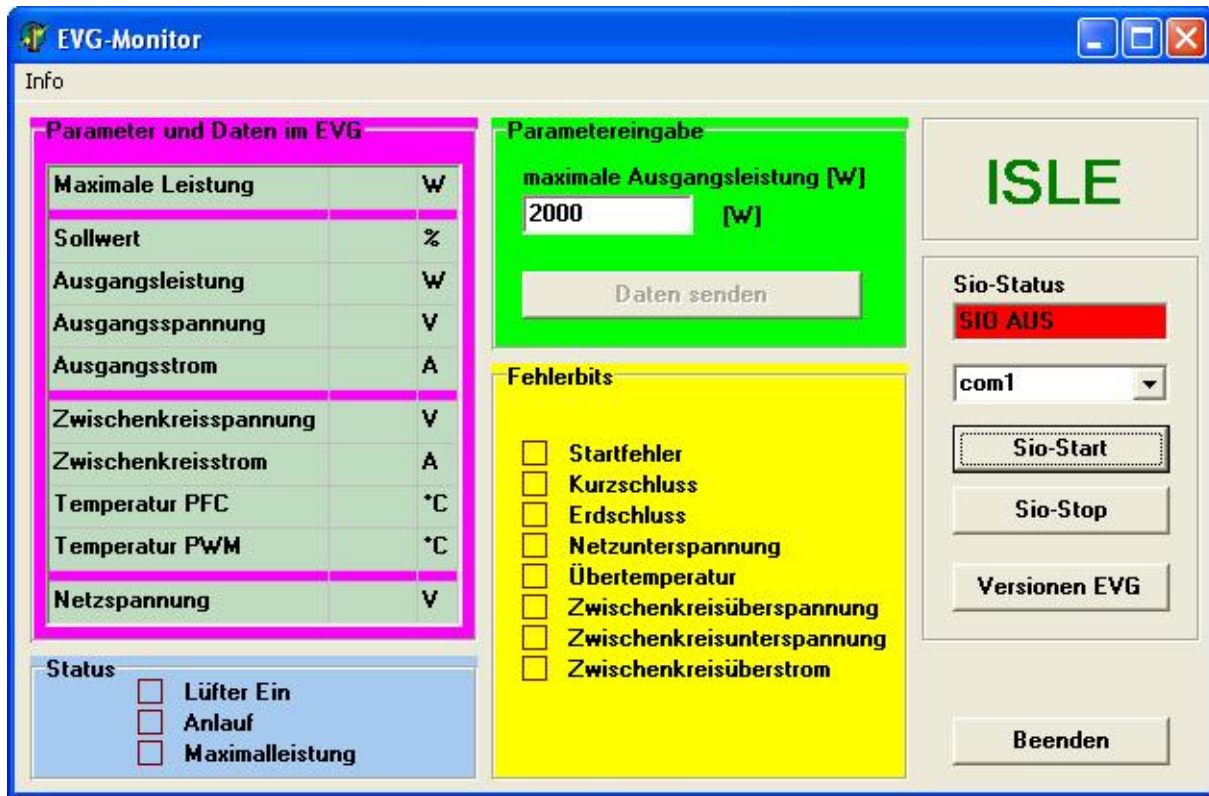 EVG-Monitor
Info
Parameter und Daten im EVG
Maximale Leistung W
Sollwert %
Ausgangsleistung W
Ausgangsspannung V
Ausgangsstrom A
Zwischenkreisspannung V
Zwischenkreisstrom A
Temperatur PFC °C
Temperatur PWM °C
Netzspannung V
Status
Lüfter Ein
Anlauf
Maximalleistung
Parametereingabe
maximale Ausgangsleistung [W]
2000 [W]
Daten senden
Fehlerbits
Startfehler
Kurzschluss
Erdschluss
Netzunterspannung
Übertemperatur
Zwischenkreisüberspannung
Zwischenkreisunterspannung
Zwischenkreisüberstrom
ISLE
Sio-Status
SIO AUS
com1
Sio-Start
Sio-Stop
Versionen EVG
Beenden